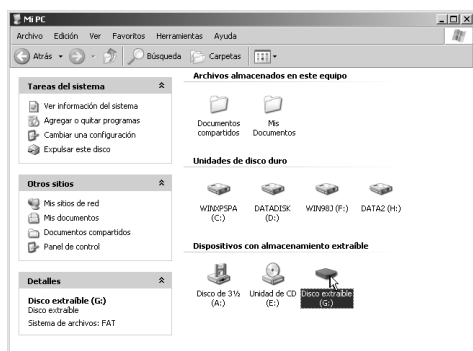 Mi PC
Archivo Edición Ver Favoritos Herramientas Ayuda
Atrás Búsqueda Carpetas
Tareas del sistema
Ver información del sistema
Agregar o quitar programas
Cambiar una configuración
Expulsar este disco
Otros sitios
Mis sitios de red
Mis documentos
Documentos compartidos
Panel de control
Detalles
Disco extraíble (G:)
Disco extraíble
Sistema de archivos: FAT
Archivos almacenados en este equipo
Documentos compartidos
Mis Documentos
Unidades de disco duro
WINXPSPA (C:)
DATADISK (D:)
WIN98J (F:)
DATA2 (H:)
Dispositivos con almacenamiento extraíble
Disco de 3½ (A:)
Unidad de CD (E:)
Disco extraíble (G:)